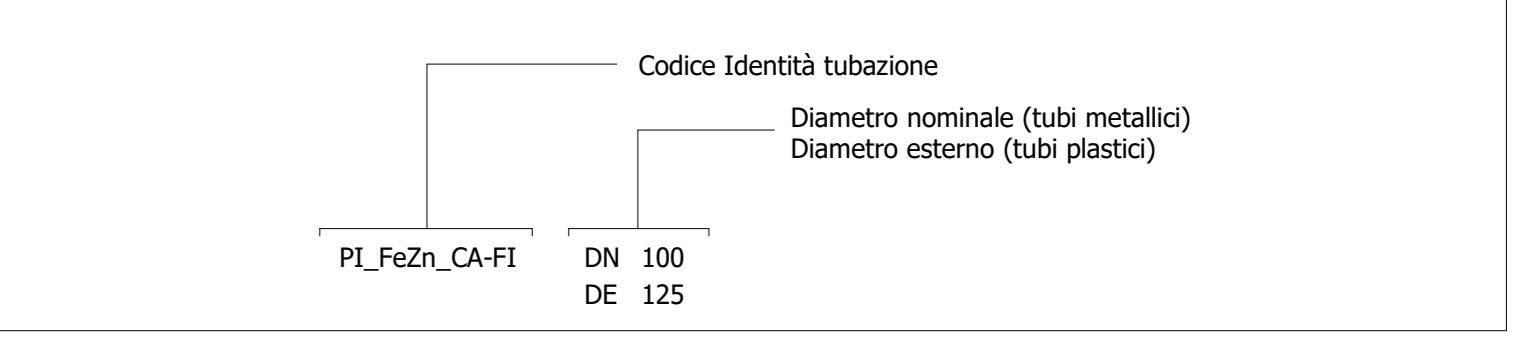 Codice Identità tubazione
Diametro nominale (tubi metallici)
Diametro esterno (tubi plastici)
PI_FeZn_CA-FI DN 100
DE 125